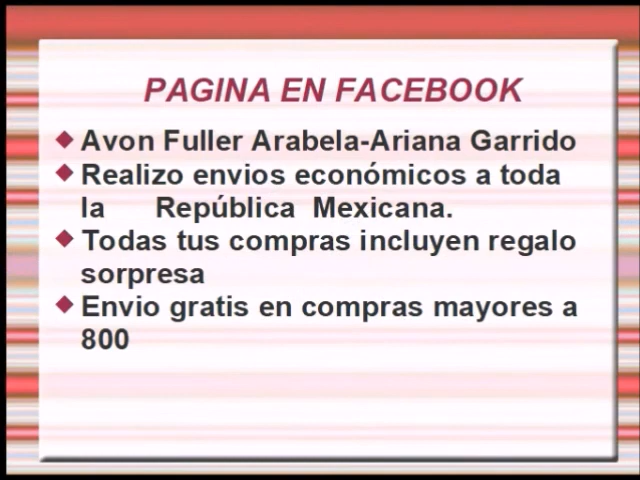 PAGINA EN FACEBOOK
Avon Fuller Arabela-Ariana Garrido
Realizo envios económicos a toda
la República Mexicana.
Todas tus compras incluyen regalo
sorpresa
Envio gratis en compras mayores a
800